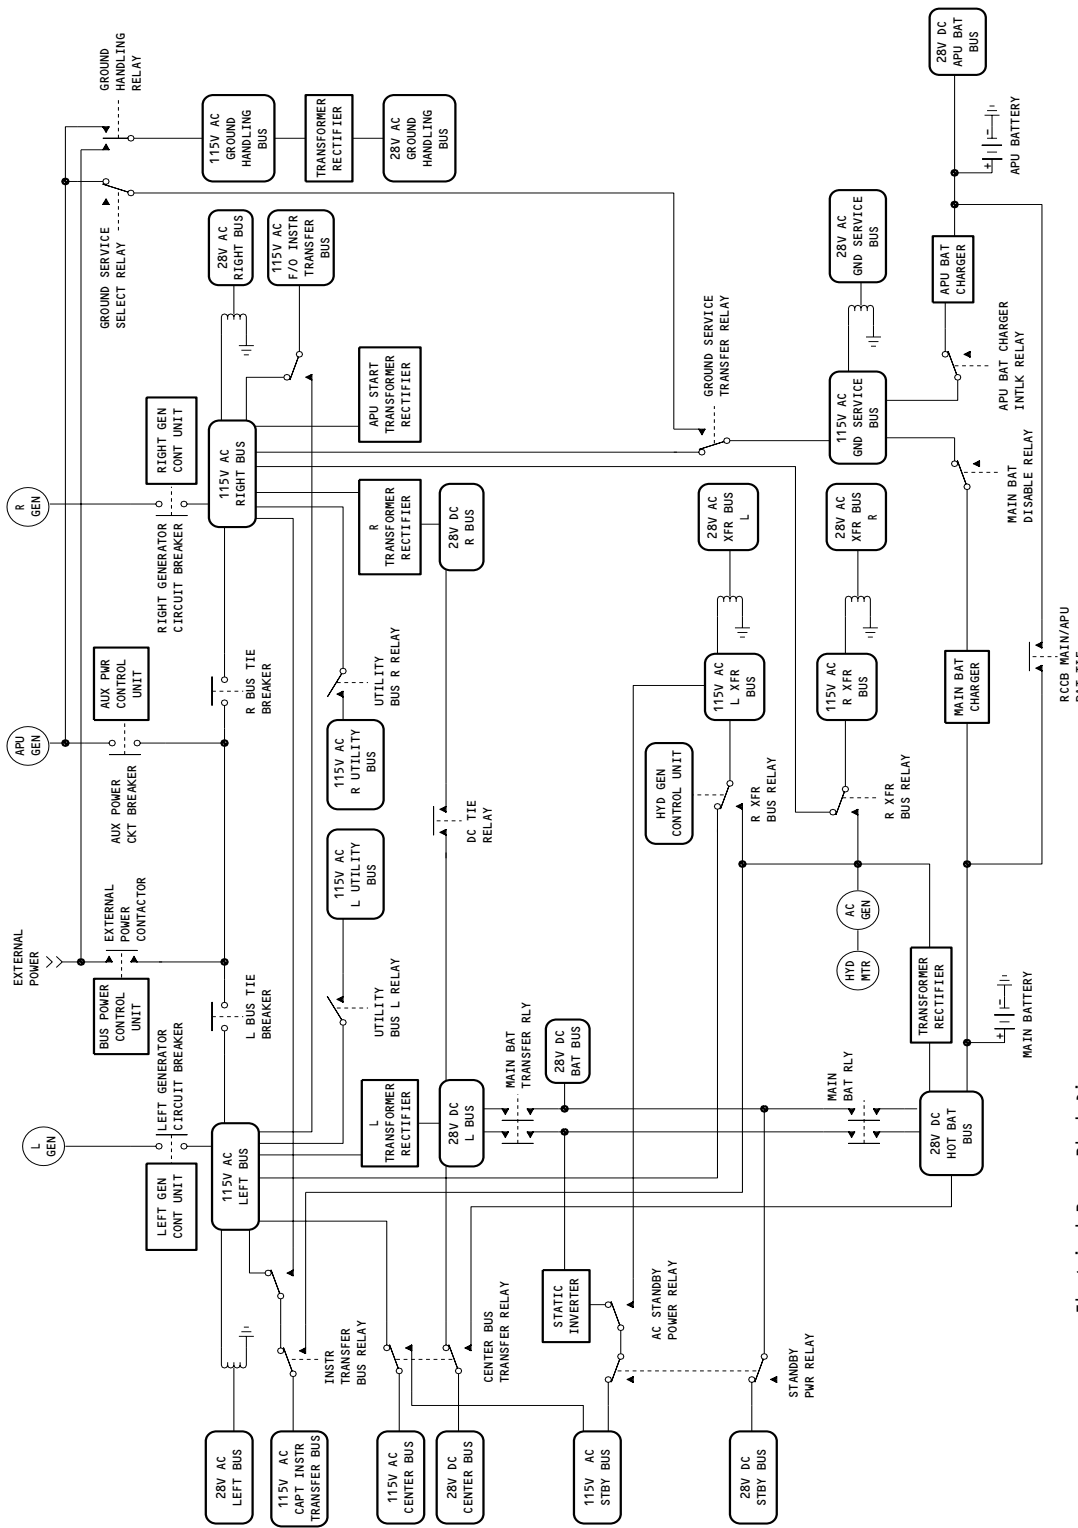 EXTERNAL
POWER
L
GEN
APU
GEN
R
GEN
BUS POWER
CONTROL
UNIT
EXTERNAL
POWER
CONTACTOR
AUX POWER
CKT BREAKER
AUX PWR
CONTROL
UNIT
GROUND SERVICE
SELECT RELAY
GROUND
HANDLING
RELAY
LEFT GEN
CONT UNIT
LEFT GENERATOR
CIRCUIT BREAKER
RIGHT GENERATOR
CIRCUIT BREAKER
RIGHT GEN
CONT UNIT
28V AC
LEFT BUS
115V AC
LEFT BUS
L BUS TIE
BREAKER
R BUS TIE
BREAKER
115V AC
RIGHT BUS
28V AC
RIGHT BUS
115V AC
GROUND
HANDLING
BUS
115V  AC
CAPT INSTR
TRANSFER BUS
INSTR
TRANSFER
BUS RELAY
115V AC
F/O INSTR
TRANSFER
BUS
TRANSFORMER
RECTIFIER
UTILITY
BUS L RELAY
115V AC
L UTILITY
BUS
115V AC
R UTILITY
BUS
UTILITY
BUS R RELAY
115V AC
CENTER BUS
L
TRANSFORMER
RECTIFIER
R
TRANSFORMER
RECTIFIER
APU START
TRANSFORMER
RECTIFIER
28V AC
GROUND
HANDLING
BUS
28V DC
CENTER BUS
CENTER BUS
TRANSFER RELAY
28V DC
L BUS
DC TIE
RELAY
28V DC
R BUS
MAIN BAT
TRANSFER RLY
28V DC
BAT BUS
115V  AC
STBY BUS
STATIC
INVERTER
AC STANDBY
POWER RELAY
HYD GEN
CONTROL UNIT
115V AC
L XFR
BUS
28V AC
XFR BUS
L
GROUND SERVICE
TRANSFER RELAY
R XFR
BUS RELAY
28V DC
STBY BUS
STANDBY
PWR RELAY
MAIN
BAT RLY
HYD
MTR
AC
GEN
R XFR
BUS RELAY
115V AC
R XFR
BUS
28V AC
XFR BUS
R
115V AC
GND SERVICE
BUS
28V AC
GND SERVICE
BUS
28V DC
HOT BAT
BUS
TRANSFORMER
RECTIFIER
MAIN BAT
CHARGER
MAIN BAT
DISABLE RELAY
APU BAT CHARGER
INTLK RELAY
APU BAT
CHARGER
28V DC
APU BAT
BUS
+ -
MAIN BATTERY
+ -
APU BATTERY
RCCB MAIN/APU